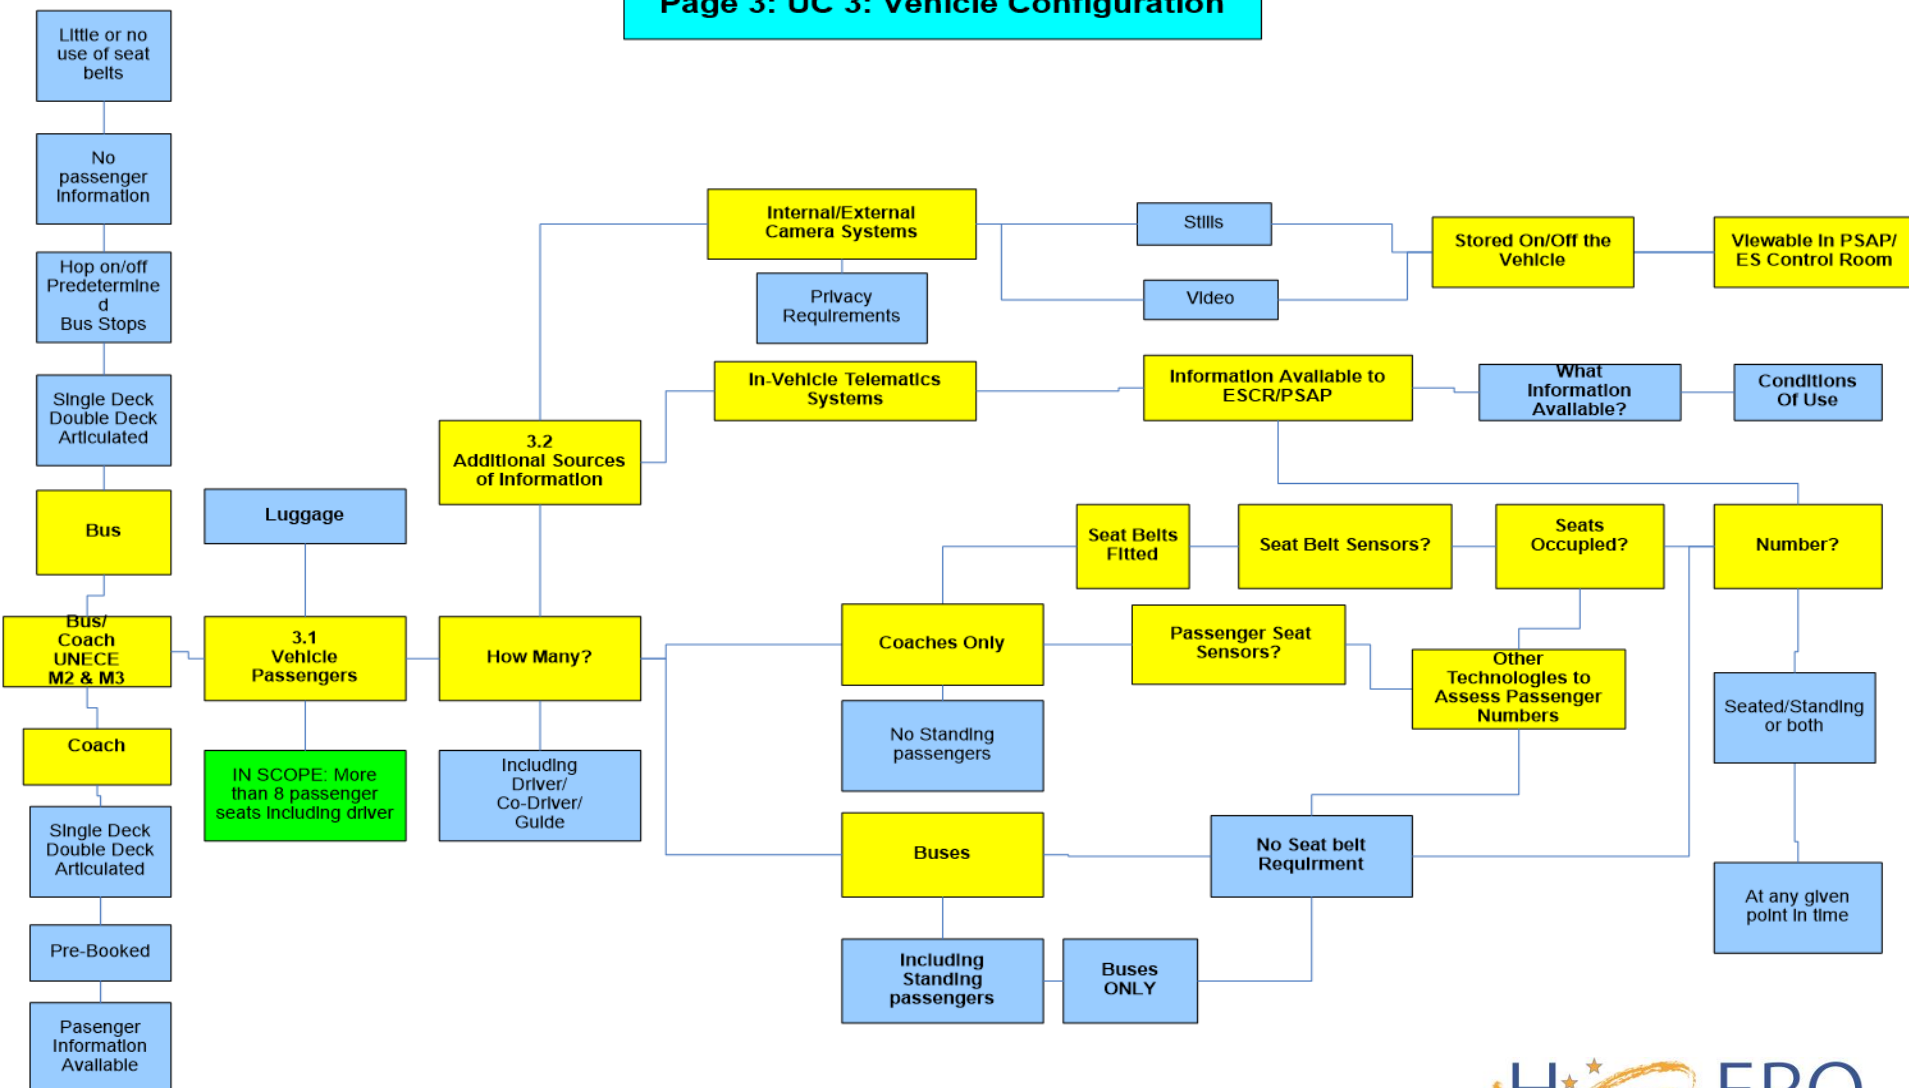 Page 3: UC 3: Vehicle Configuration
Little or no
use of seat
belts
No
passenger
Information
Hop on/off
Predetermine
d
Bus Stops
Single Deck
Double Deck
Articulated
Bus
Bus/
Coach
UNECE
M2 & M3
Coach
Single Deck
Double Deck
Articulated
Pre-Booked
Pasenger
Information
Available
Luggage
3.1
Vehicle
Passengers
IN SCOPE: More
than 8 passenger
seats including driver
3.2
Additional Sources
of Information
How Many?
Including
Driver/
Co-Driver/
Guide
Internal/External
Camera Systems
Privacy
Requirements
Stills
Video
Stored On/Off the
Vehicle
Viewable in PSAP/
ES Control Room
In-Vehicle Telematics
Systems
Information Available to
ESCR/PSAP
What
Information
Available?
Conditions
Of Use
Seat Belts
Fitted
Seat Belt Sensors?
Seats
Occupied?
Number?
Coaches Only
Passenger Seat
Sensors?
Other
Technologies to
Assess Passenger
Numbers
No Standing
passengers
Seated/Standing
or both
Buses
No Seat belt
Requirment
At any given
point in time
Including
Standing
passengers
Buses
ONLY